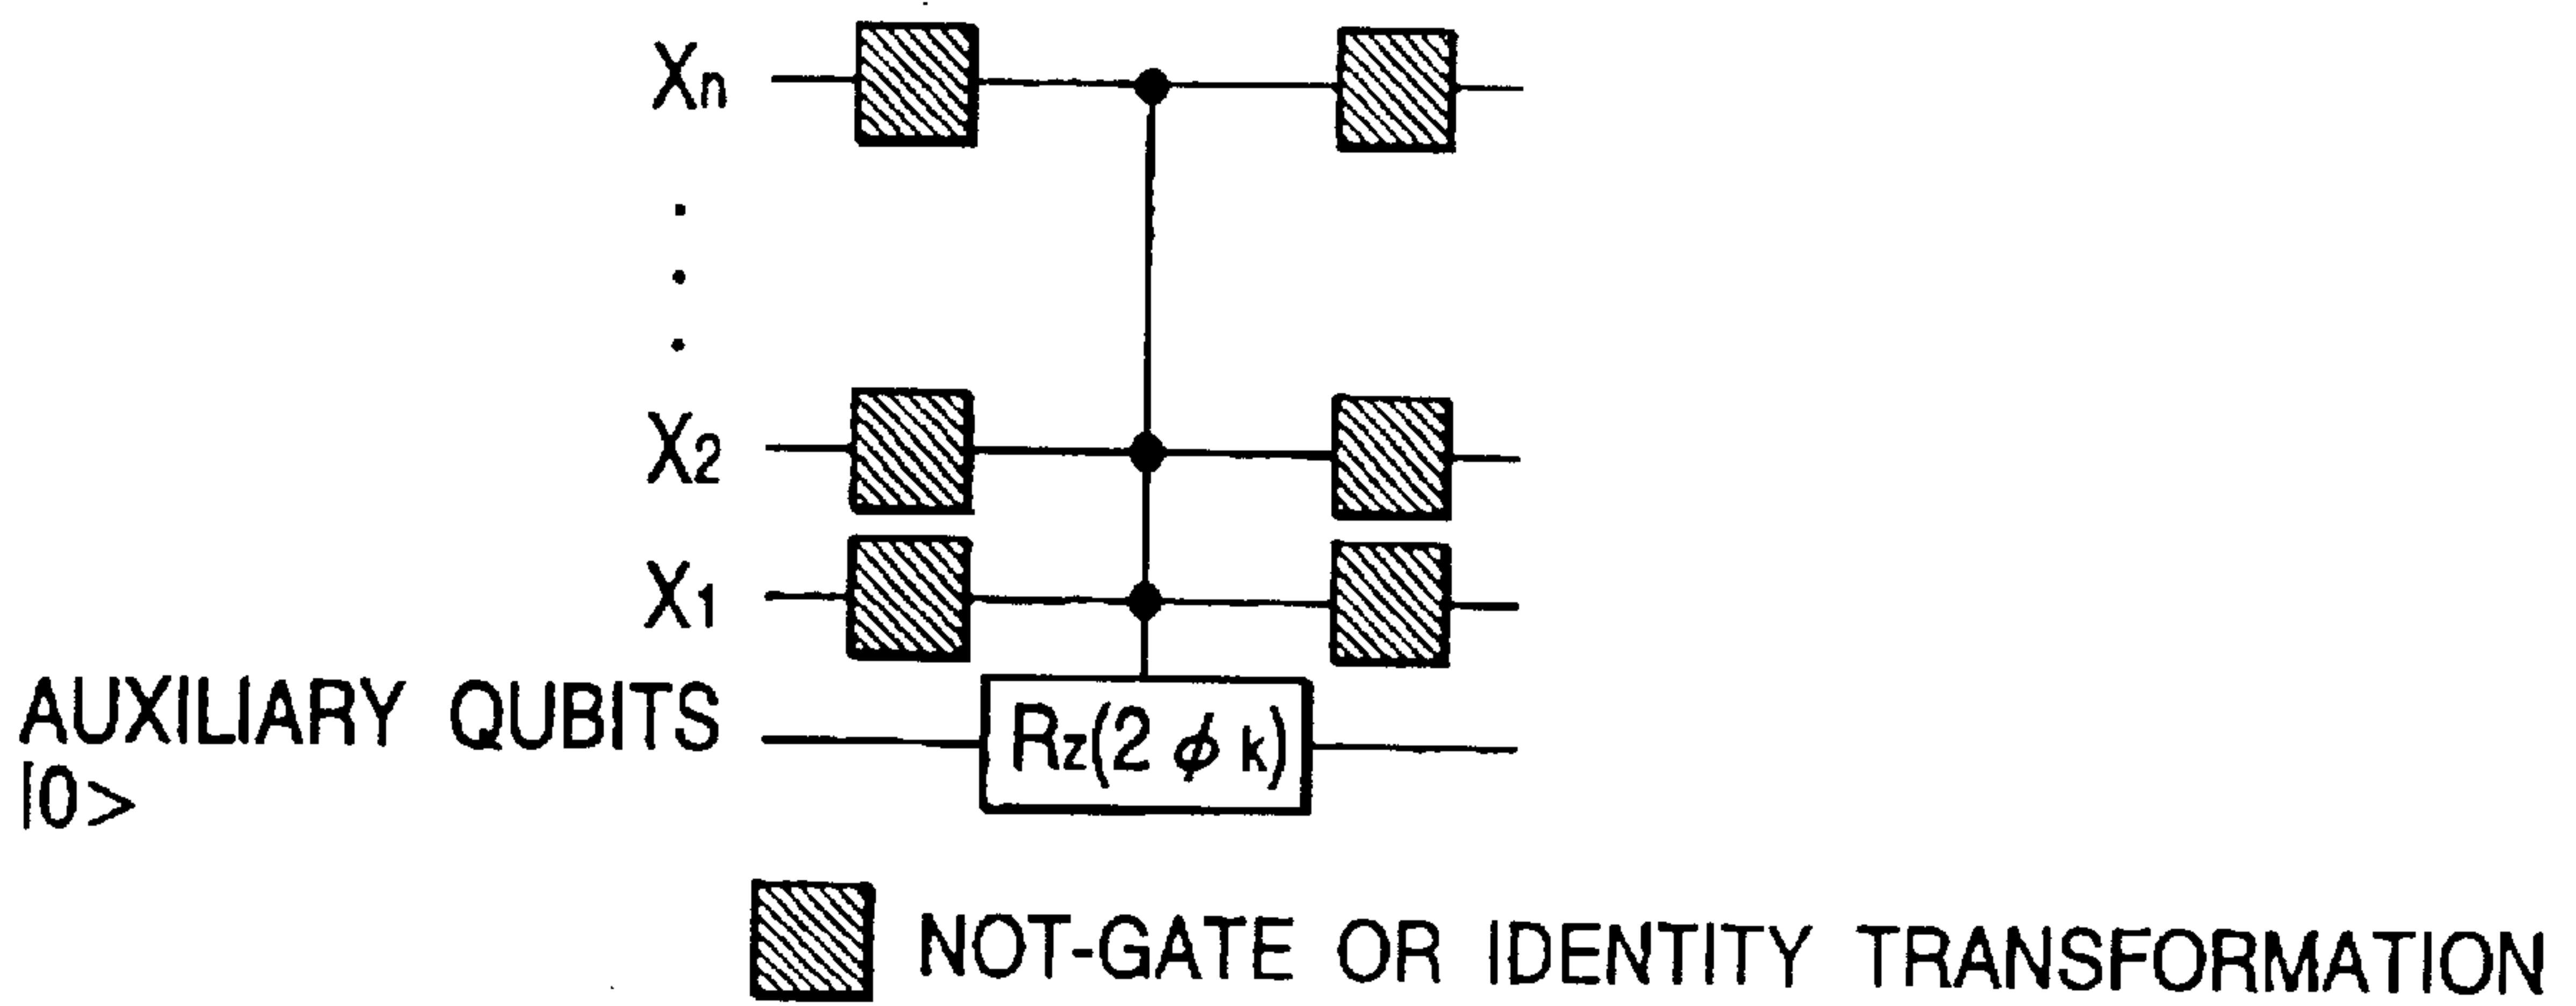 Xn
X2
X1
AUXILIARY QUBITS
|0>
Rz(2 ϕ k)
NOT-GATE OR IDENTITY TRANSFORMATION